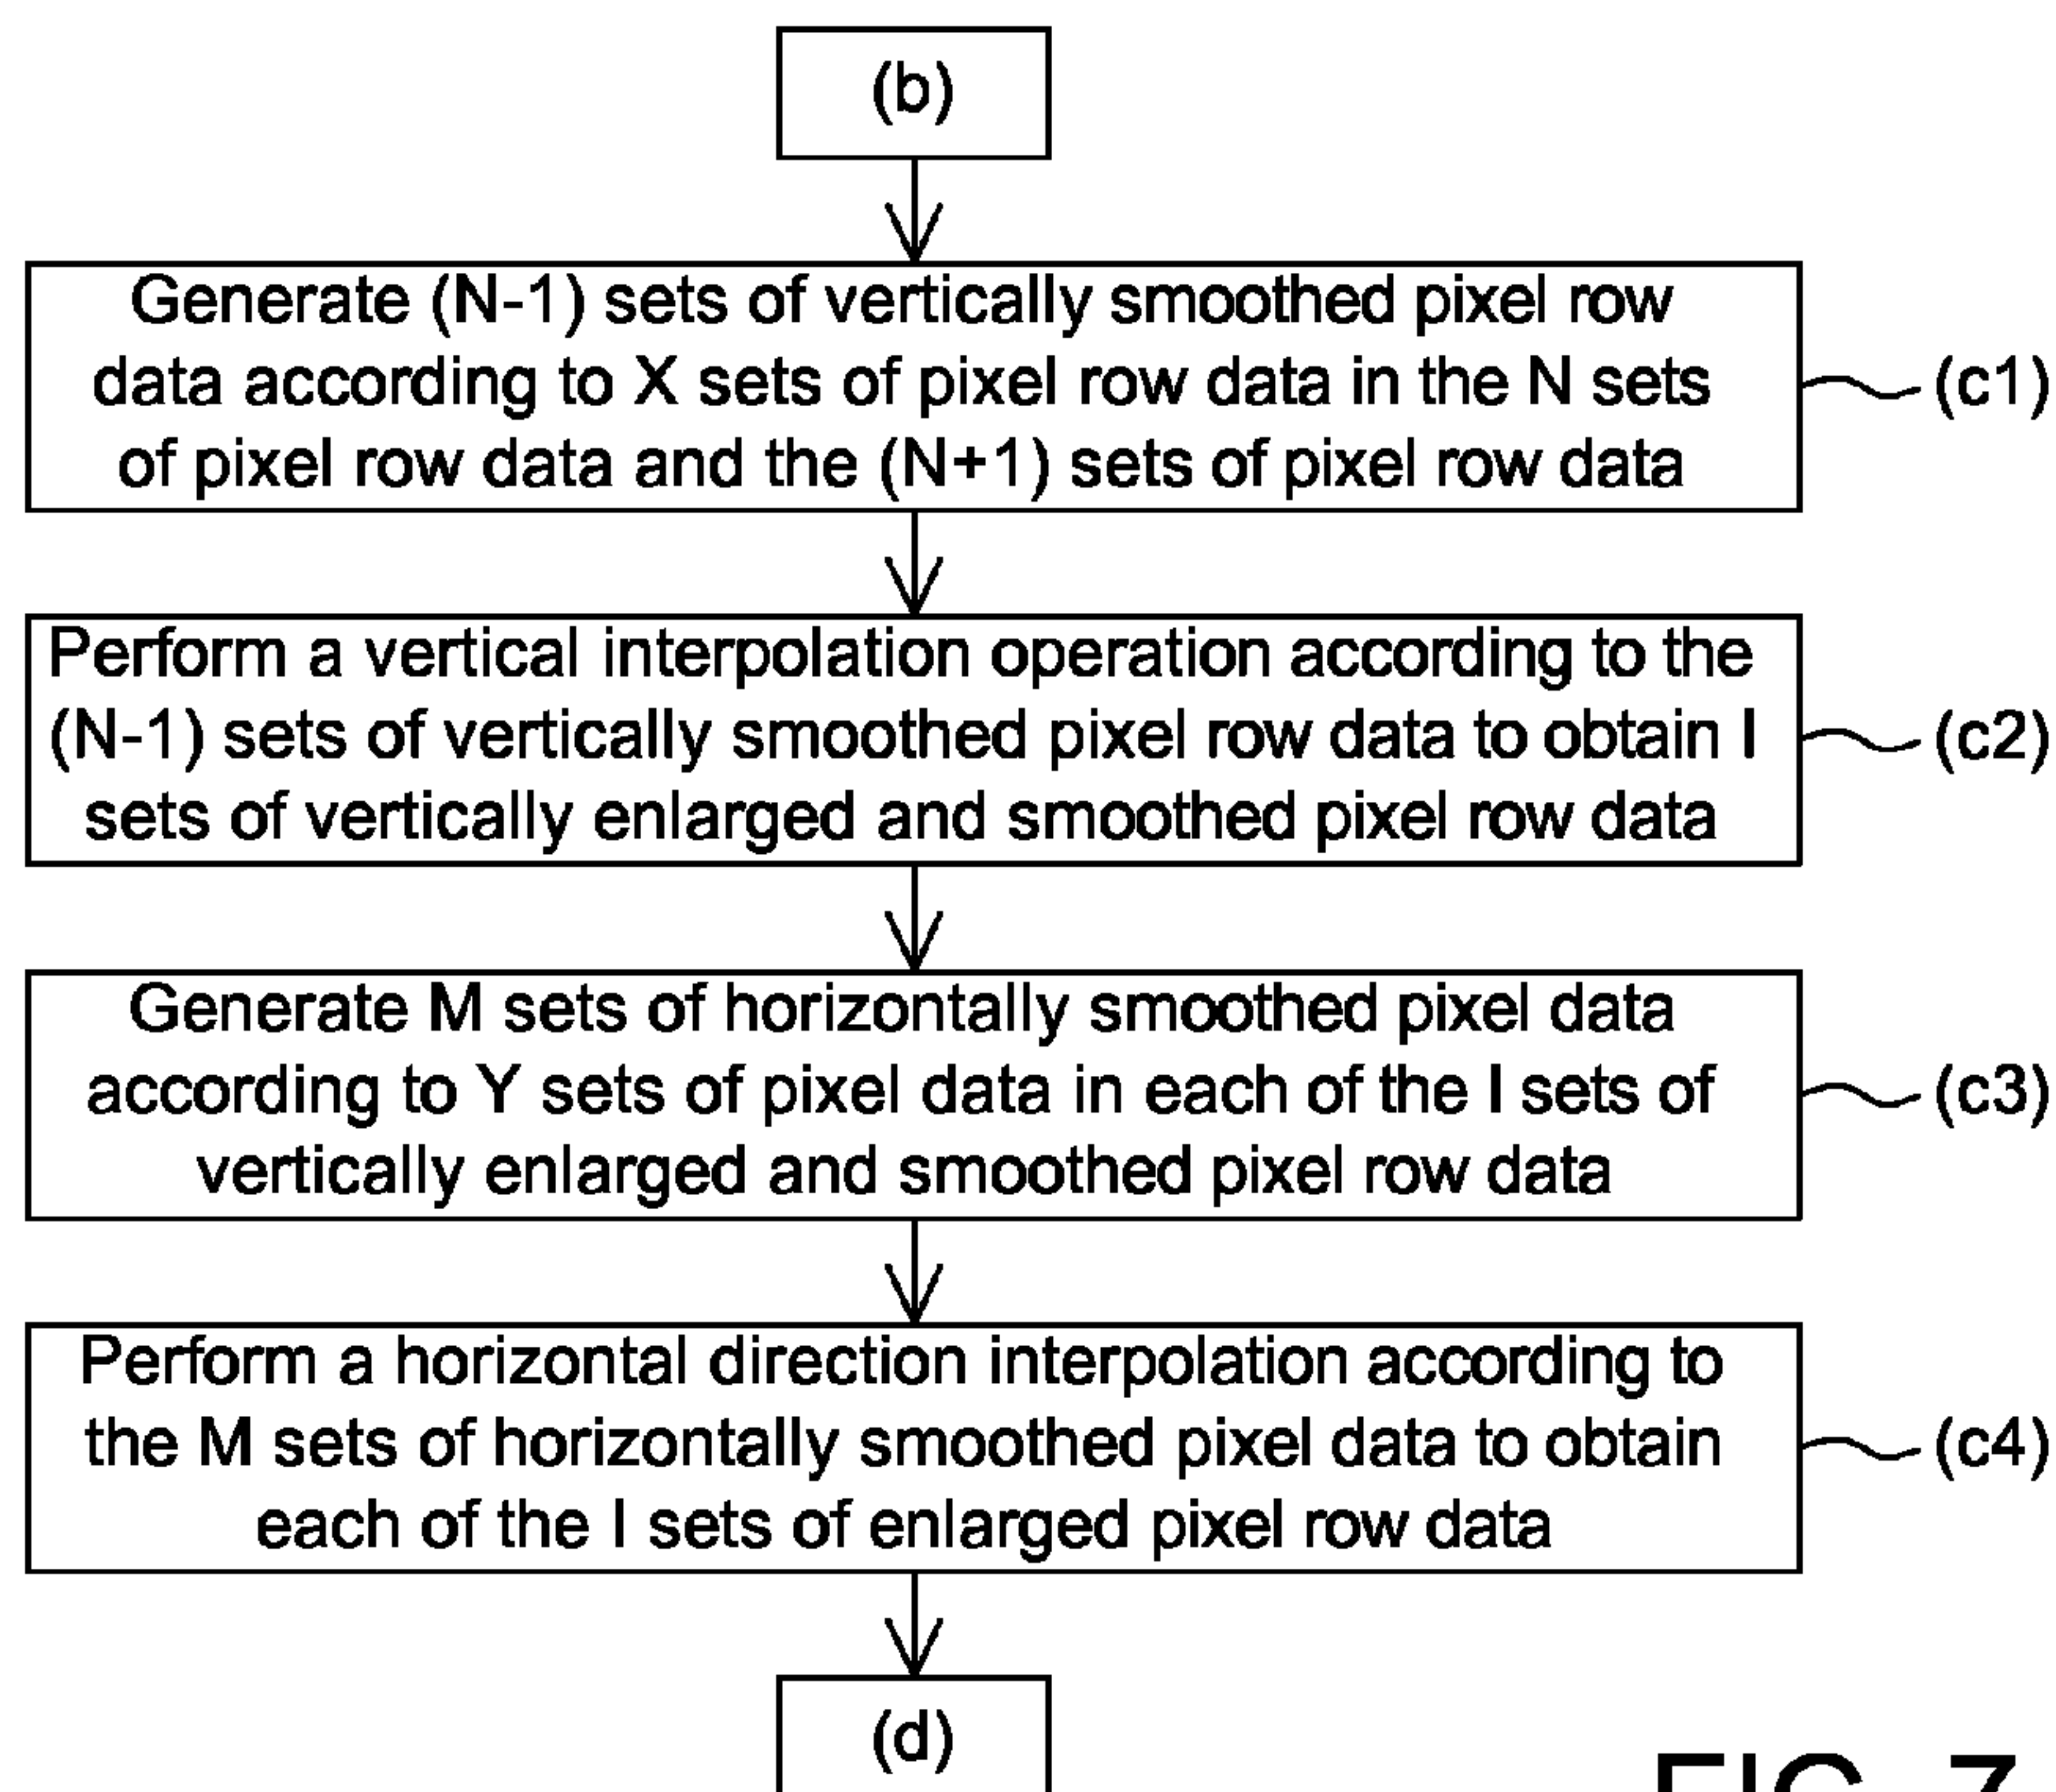 (b)
Generate (N-1) sets of vertically smoothed pixel row
data according to X sets of pixel row data in the N sets
of pixel row data and the (N+1) sets of pixel row data
(c1)
Perform a vertical interpolation operation according to the
(N-1) sets of vertically smoothed pixel row data to obtain I
sets of vertically enlarged and smoothed pixel row data
(c2)
Generate M sets of horizontally smoothed pixel data
according to Y sets of pixel data in each of the I sets of
vertically enlarged and smoothed pixel row data
(c3)
Perform a horizontal direction interpolation according to
the M sets of horizontally smoothed pixel data to obtain
each of the I sets of enlarged pixel row data
(c4)
(d)
FIG. 7